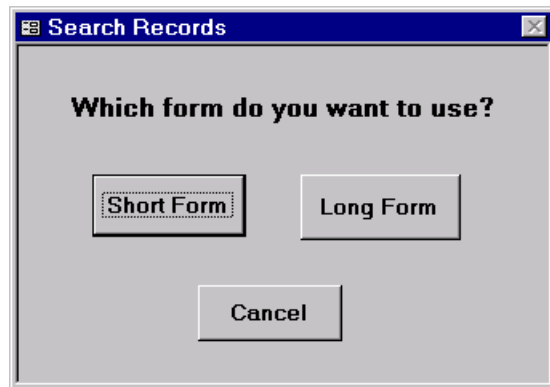 Search Records
Which form do you want to use?
Short Form
Long Form
Cancel